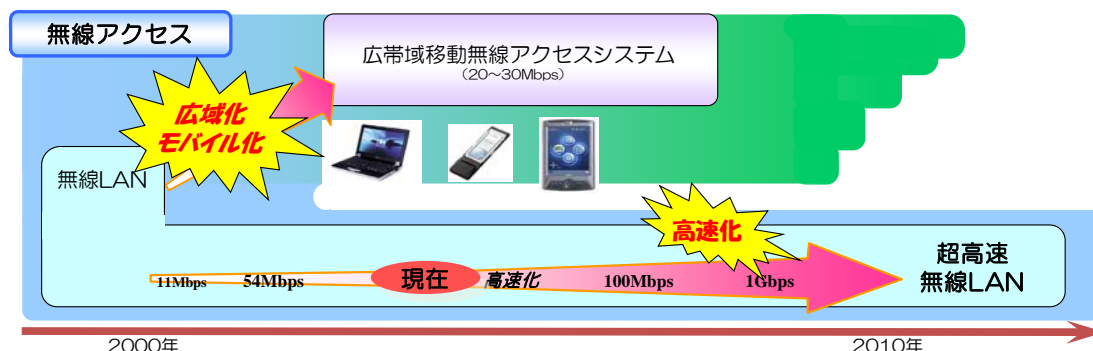 無線アクセス
広帯域移動無線アクセスシステム
(20～30Mbps)
広域化
モバイル化
無線LAN
高速化
超高速
無線LAN
11Mbps
54Mbps
現在
高速化
100Mbps
1Gbps
2000年
2010年